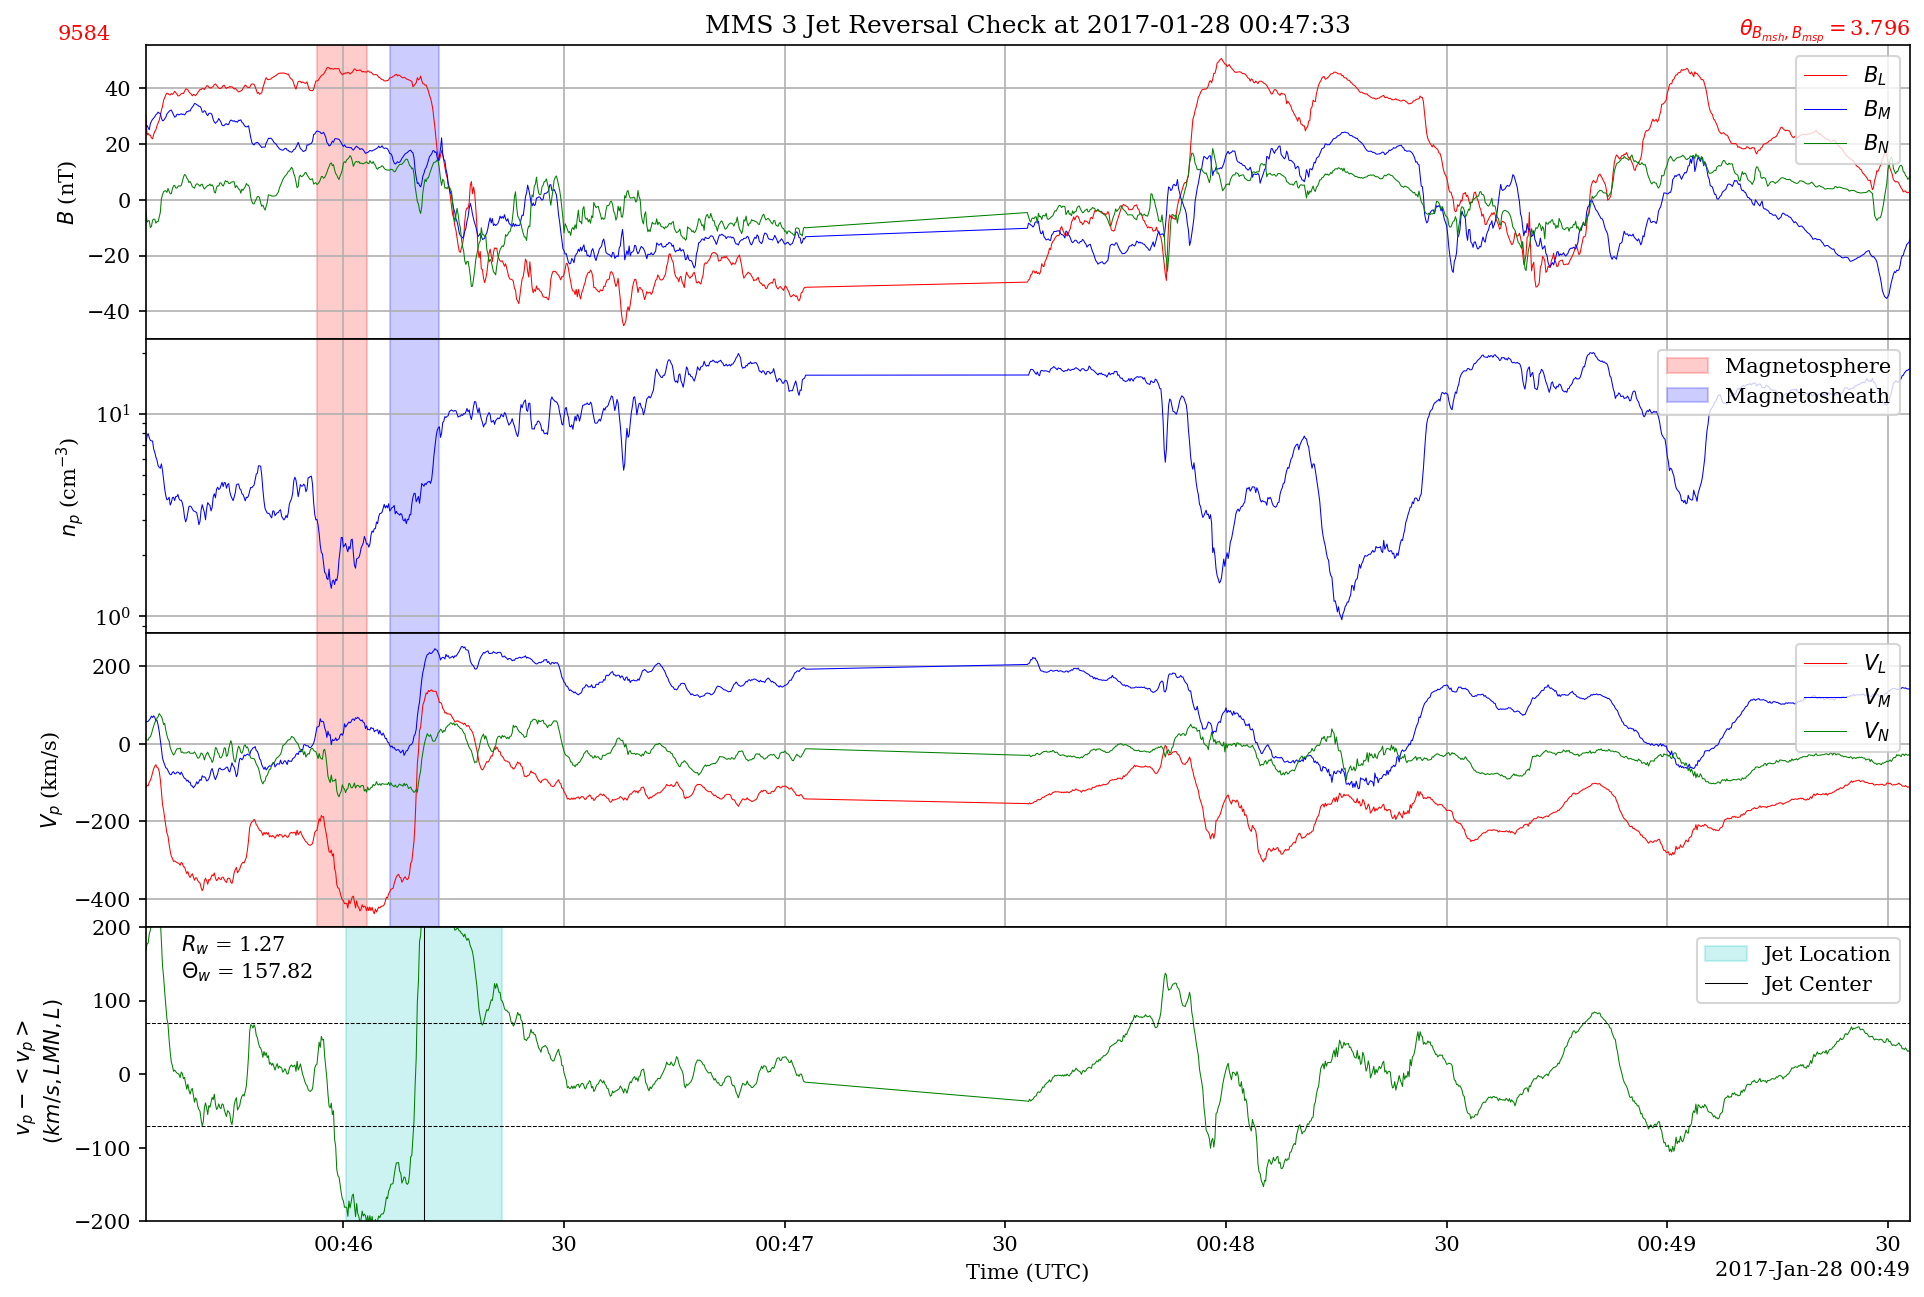 MMS 3 Jet Reversal Check at 2017-01-28 00:47:33
9584
θ_{B_{msh}, B_{msp}} = 3.796
B (nT)
40
20
0
−20
−40
B_L
B_M
B_N
n_p (cm^{−3})
10^1
10^0
Magnetosphere
Magnetosheath
V_p (km/s)
200
0
−200
−400
V_L
V_M
V_N
v_p − < v_p >
(km/s, LMN, L)
200
100
0
−100
−200
R_w = 1.27
Θ_w = 157.82
Jet Location
Jet Center
00:46 30 00:47 30 00:48 30 00:49 30
Time (UTC)
2017-Jan-28 00:49